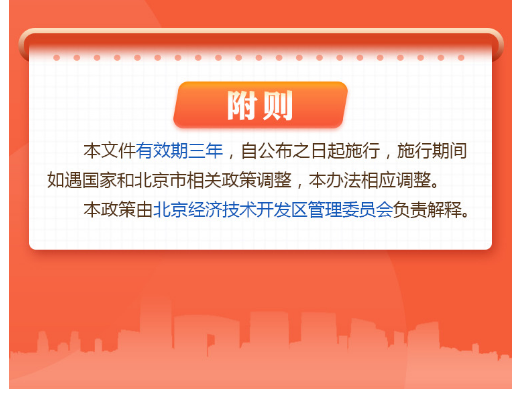 附则
本文件有效期三年，自公布之日起施行，施行期间
如遇国家和北京市相关政策调整，本办法相应调整。
本政策由北京经济技术开发区管理委员会负责解释。